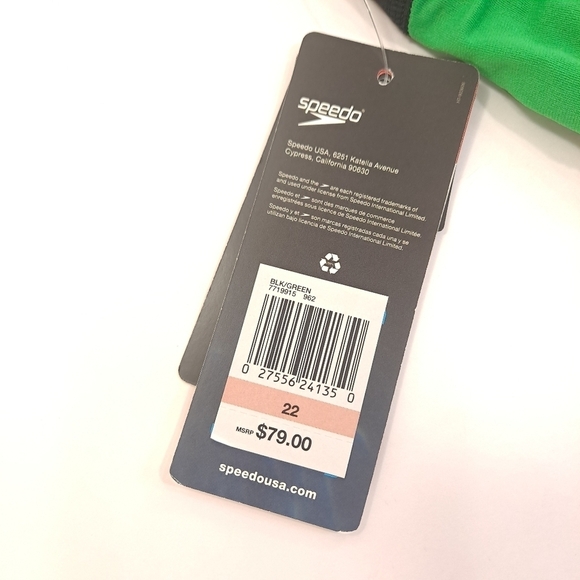 speedo
Speedo USA, 6251 Katella Avenue
Cypress, California 90630
Speedo and the are each registered trademarks of
and used under license from Speedo International Limited.
Speedo et sont des marques de commerce
enregistrées sous licence de Speedo International Limitée.
Speedo y el son marcas registradas cada una y se
utilizan bajo licencia de Speedo International Limited.
BLK/GREEN
7719915 962
0 27556 24135 0
22
MSRP $79.00
speedousa.com